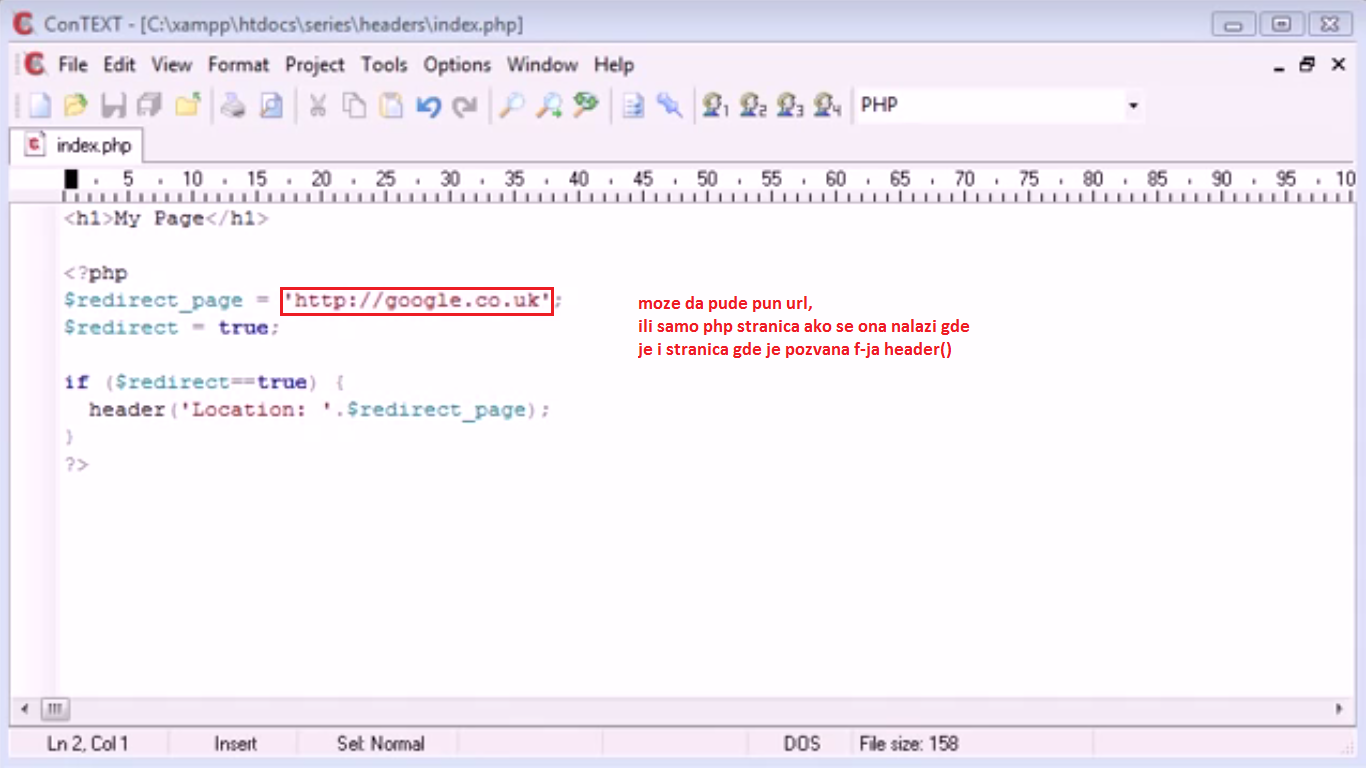 ConTEXT - [C:\xampp\htdocs\series\headers\index.php]
File Edit View Format Project Tools Options Window Help
1 2 3 4 PHP
index.php
5 10 15 20 25 30 35 40 45 50 55 60 65 70 75 80 85 90 95 10
<h1>My Page</h1>
<?php
$redirect_page = 'http://google.co.uk';
$redirect = true;
moze da pude pun url,
ili samo php stranica ako se ona nalazi gde
je i stranica gde je pozvana f-ja header()
if ($redirect==true) {
header('Location: '.$redirect_page);
}
?>
Ln 2, Col 1 Insert Sel: Normal DOS File size: 158